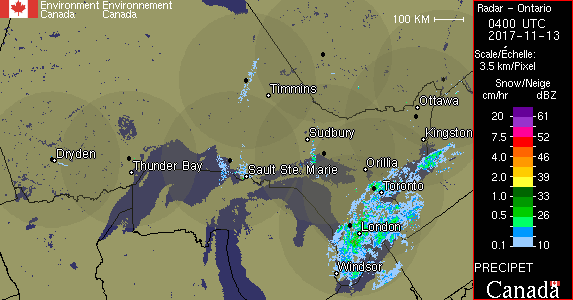 Environment Environnement
Canada Canada
100 KM
Timmins
Ottawa
Sudbury
Kingston
Dryden
Thunder Bay
Sault Ste. Marie
Orillia
Toronto
London
Windsor
Radar - Ontario
0400 UTC
2017-11-13
Scale/Échelle:
3.5 km/Pixel
Snow/Neige
cm/hr dBZ
20 61
7.5 52
4.0 46
2.0 39
1.0 33
0.5 26
0.1 10
PRECIPET
Canada